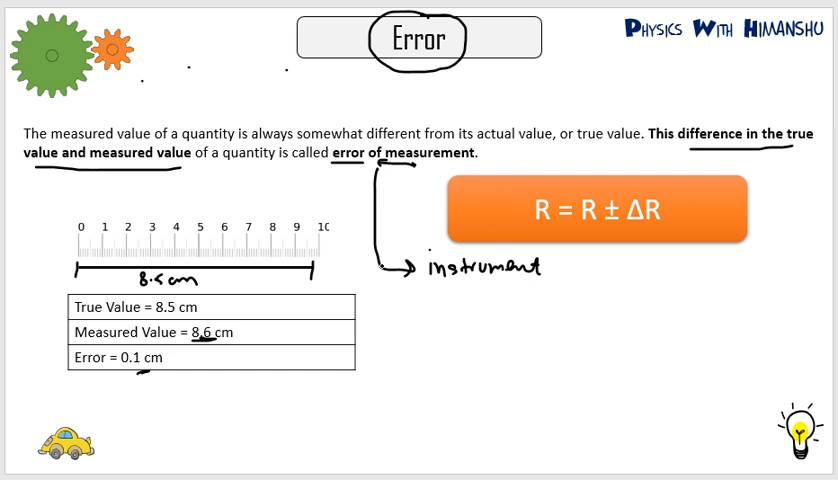 Error
PHYSICS WITH HIMANSHU
The measured value of a quantity is always somewhat different from its actual value, or true value. This difference in the true
value and measured value of a quantity is called error of measurement.
R = R ± ΔR
0 1 2 3 4 5 6 7 8 9 10
instrument
8.5 cm
True Value = 8.5 cm
Measured Value = 8.6 cm
Error = 0.1 cm